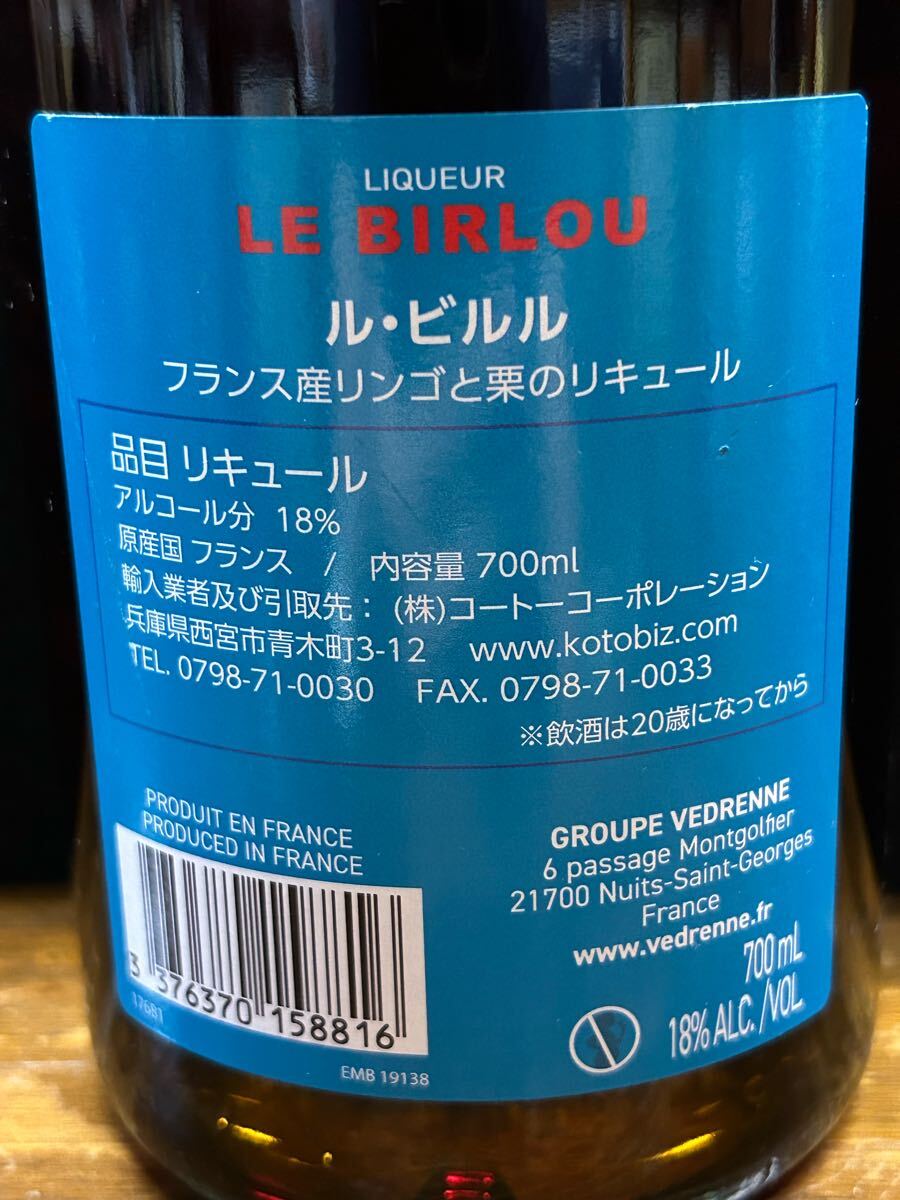 LIQUEUR
LE BIRLOU
ル・ビルル
フランス産リンゴと栗のリキュール
品目 リキュール
アルコール分 18%
原産国 フランス / 内容量 700ml
輸入業者及び引取先： (株)コートーコーポレーション
兵庫県西宮市青木町3-12 www.kotobiz.com
TEL. 0798-71-0030 FAX. 0798-71-0033
※飲酒は20歳になってから
PRODUIT EN FRANCE
PRODUCED IN FRANCE
3 376370 158816
17681
EMB 19138
GROUPE VEDRENNE
6 passage Montgolfier
21700 Nuits-Saint-Georges
France
www.vedrenne.fr
700 mL
18% ALC. /VOL.